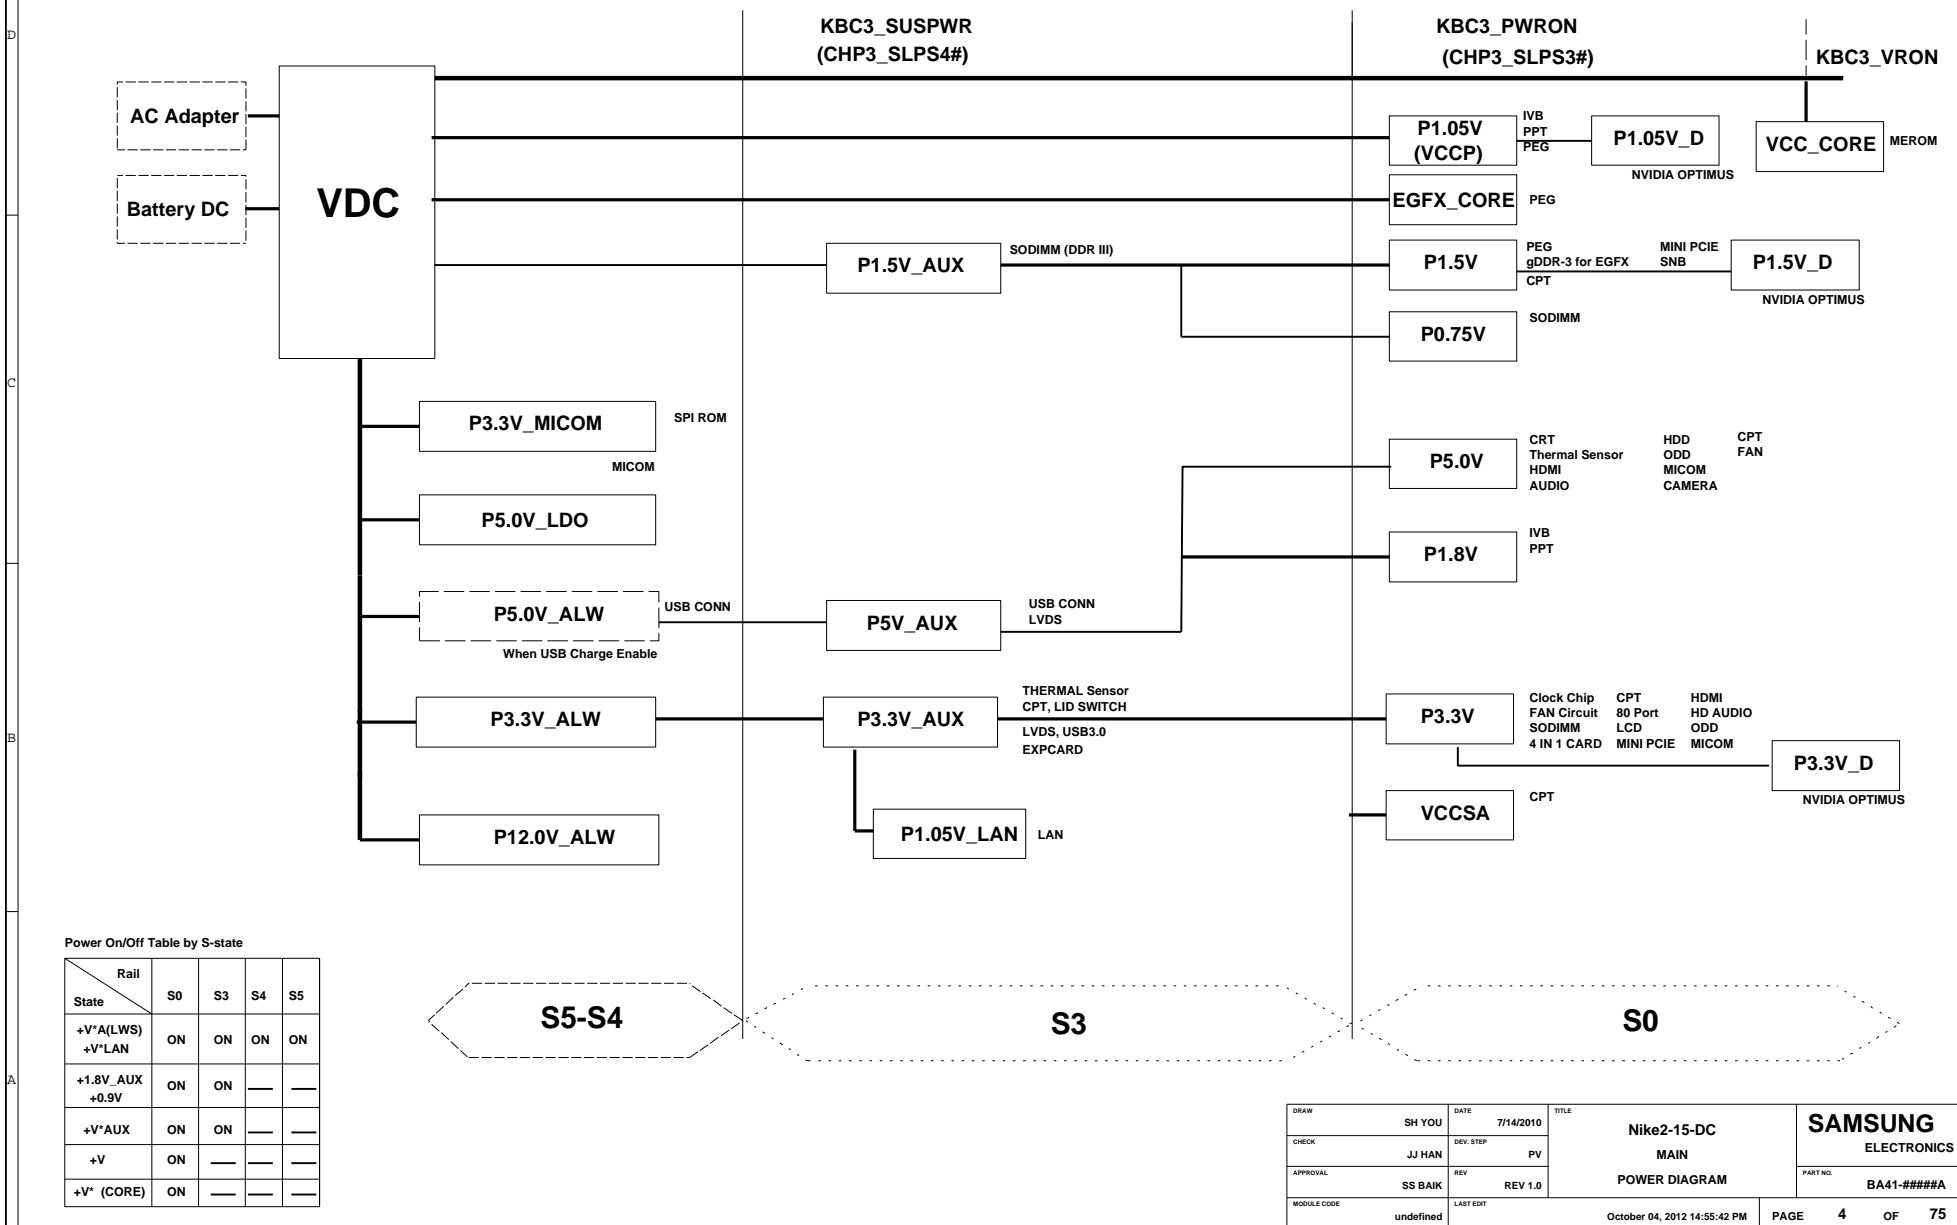 D
C
B
A
KBC3_SUSPWR
(CHP3_SLPS4#)
KBC3_PWRON
(CHP3_SLPS3#)
KBC3_VRON
AC Adapter
Battery DC
VDC
P1.05V
(VCCP)
IVB
PPT
PEG
P1.05V_D
NVIDIA OPTIMUS
VCC_CORE
MEROM
EGFX_CORE
PEG
P1.5V_AUX
SODIMM (DDR III)
P1.5V
PEG
gDDR-3 for EGFX
CPT
MINI PCIE
SNB
P1.5V_D
NVIDIA OPTIMUS
P0.75V
SODIMM
P3.3V_MICOM
SPI ROM
MICOM
P5.0V_LDO
P5.0V
CRT
Thermal Sensor
HDMI
AUDIO
HDD
ODD
MICOM
CAMERA
CPT
FAN
P1.8V
IVB
PPT
P5.0V_ALW
USB CONN
When USB Charge Enable
P5V_AUX
USB CONN
LVDS
P3.3V_ALW
P3.3V_AUX
THERMAL Sensor
CPT, LID SWITCH
LVDS, USB3.0
EXPCARD
P3.3V
Clock Chip CPT HDMI
FAN Circuit 80 Port HD AUDIO
SODIMM LCD ODD
4 IN 1 CARD MINI PCIE MICOM
P3.3V_D
NVIDIA OPTIMUS
P12.0V_ALW
P1.05V_LAN
LAN
VCCSA
CPT
Power On/Off Table by S-state
Rail
State S0 S3 S4 S5
+V*A(LWS)
+V*LAN
ON ON ON ON
+1.8V_AUX
+0.9V
ON ON
+V*AUX ON ON
+V ON
+V* (CORE) ON
S5-S4
S3
S0
DRAW
SH YOU
DATE
7/14/2010
TITLE
Nike2-15-DC
MAIN
POWER DIAGRAM
SAMSUNG
ELECTRONICS
CHECK
JJ HAN
DEV. STEP
PV
APPROVAL
SS BAIK
REV
REV 1.0
PART NO.
BA41-#####A
MODULE CODE
undefined
LAST EDIT
October 04, 2012 14:55:42 PM
PAGE 4 OF 75